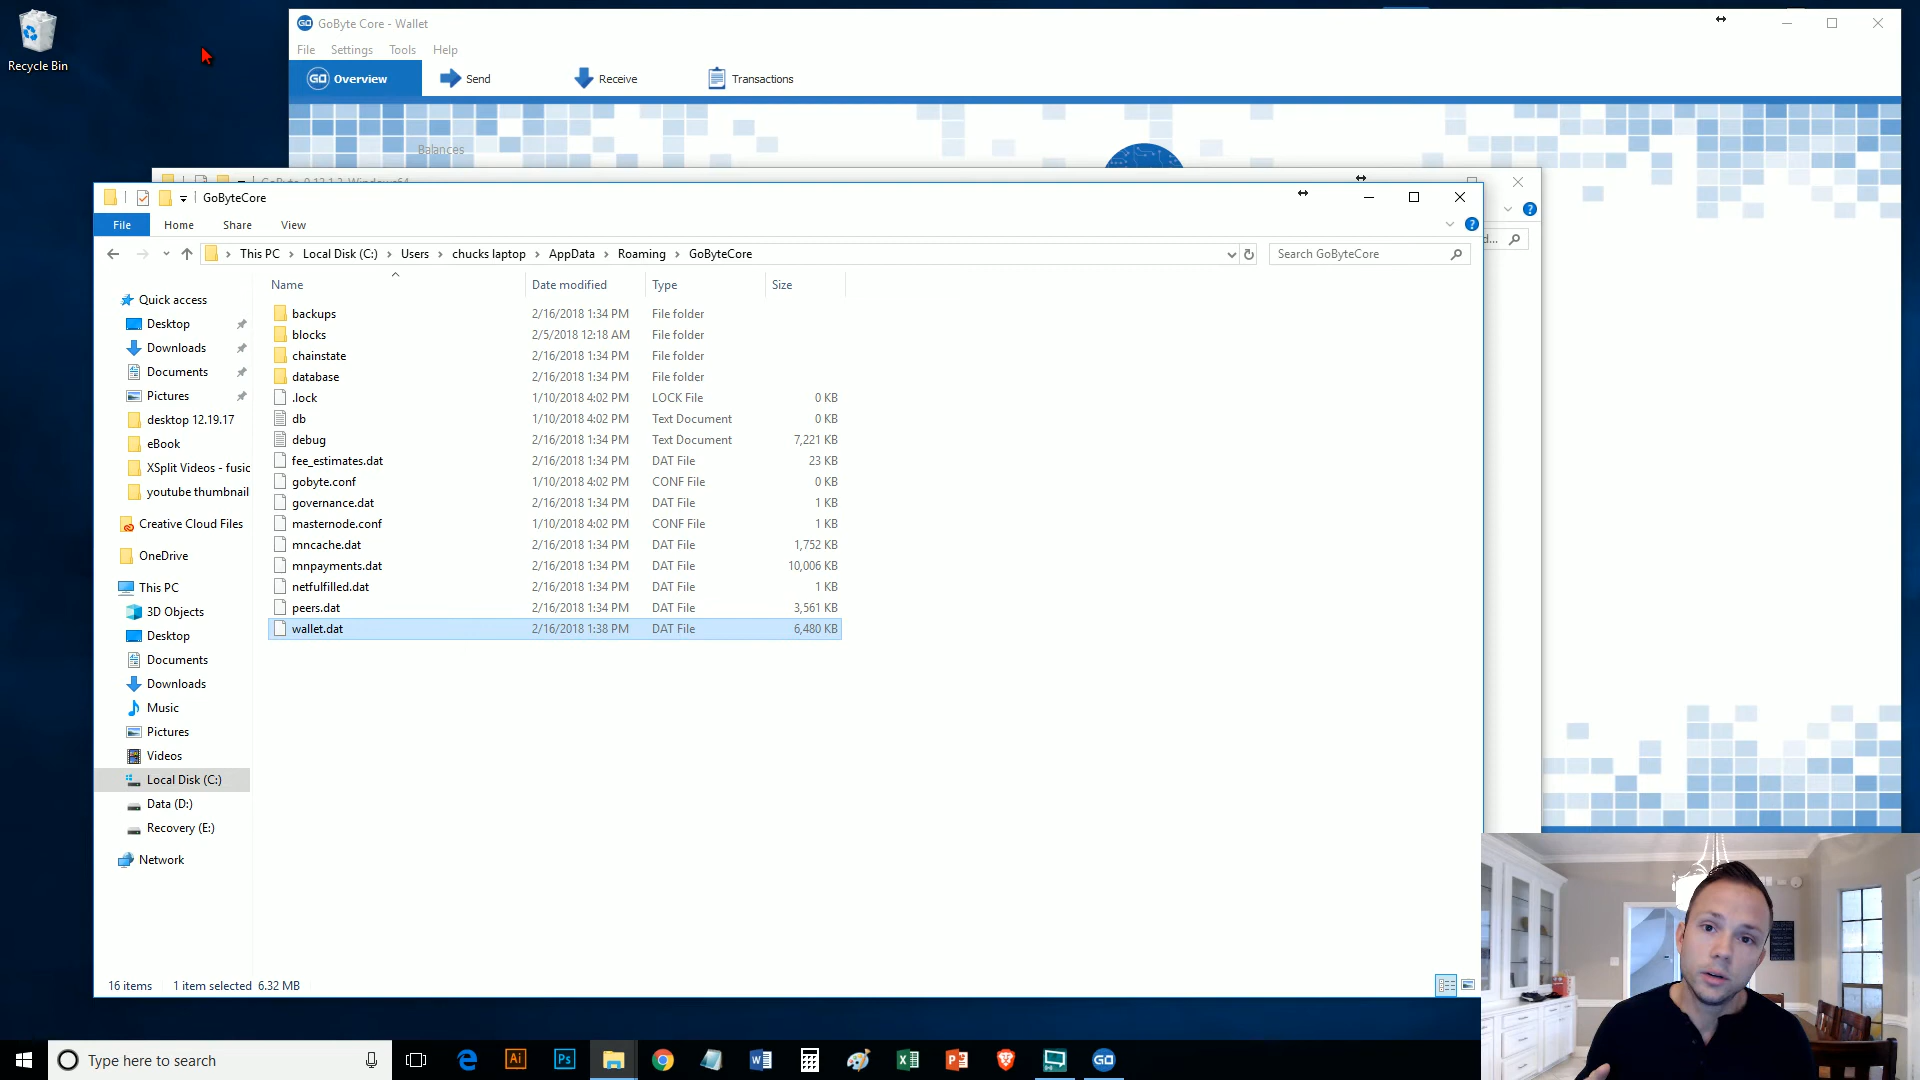 Recycle Bin
GoByte Core - Wallet
File Settings Tools Help
GO Overview Send Receive Transactions
Balances
GoByteCore
File Home Share View
This PC Local Disk (C:) Users chucks laptop AppData Roaming GoByteCore
Search GoByteCore
Name Date modified Type Size
backups 2/16/2018 1:34 PM File folder
blocks 2/5/2018 12:18 AM File folder
chainstate 2/16/2018 1:34 PM File folder
database 2/16/2018 1:34 PM File folder
.lock 1/10/2018 4:02 PM LOCK File 0 KB
db 1/10/2018 4:02 PM Text Document 0 KB
debug 2/16/2018 1:34 PM Text Document 7,221 KB
fee_estimates.dat 2/16/2018 1:34 PM DAT File 23 KB
gobyte.conf 1/10/2018 4:02 PM CONF File 0 KB
governance.dat 2/16/2018 1:34 PM DAT File 1 KB
masternode.conf 1/10/2018 4:02 PM CONF File 1 KB
mncache.dat 2/16/2018 1:34 PM DAT File 1,752 KB
mnpayments.dat 2/16/2018 1:34 PM DAT File 10,006 KB
netfulfilled.dat 2/16/2018 1:34 PM DAT File 1 KB
peers.dat 2/16/2018 1:34 PM DAT File 3,561 KB
wallet.dat 2/16/2018 1:38 PM DAT File 6,480 KB
Quick access
Desktop
Downloads
Documents
Pictures
desktop 12.19.17
eBook
XSplit Videos - fusic
youtube thumbnail
Creative Cloud Files
OneDrive
This PC
3D Objects
Desktop
Documents
Downloads
Music
Pictures
Videos
Local Disk (C:)
Data (D:)
Recovery (E:)
Network
16 items 1 item selected 6.32 MB
Type here to search
Ai
Ps
GO